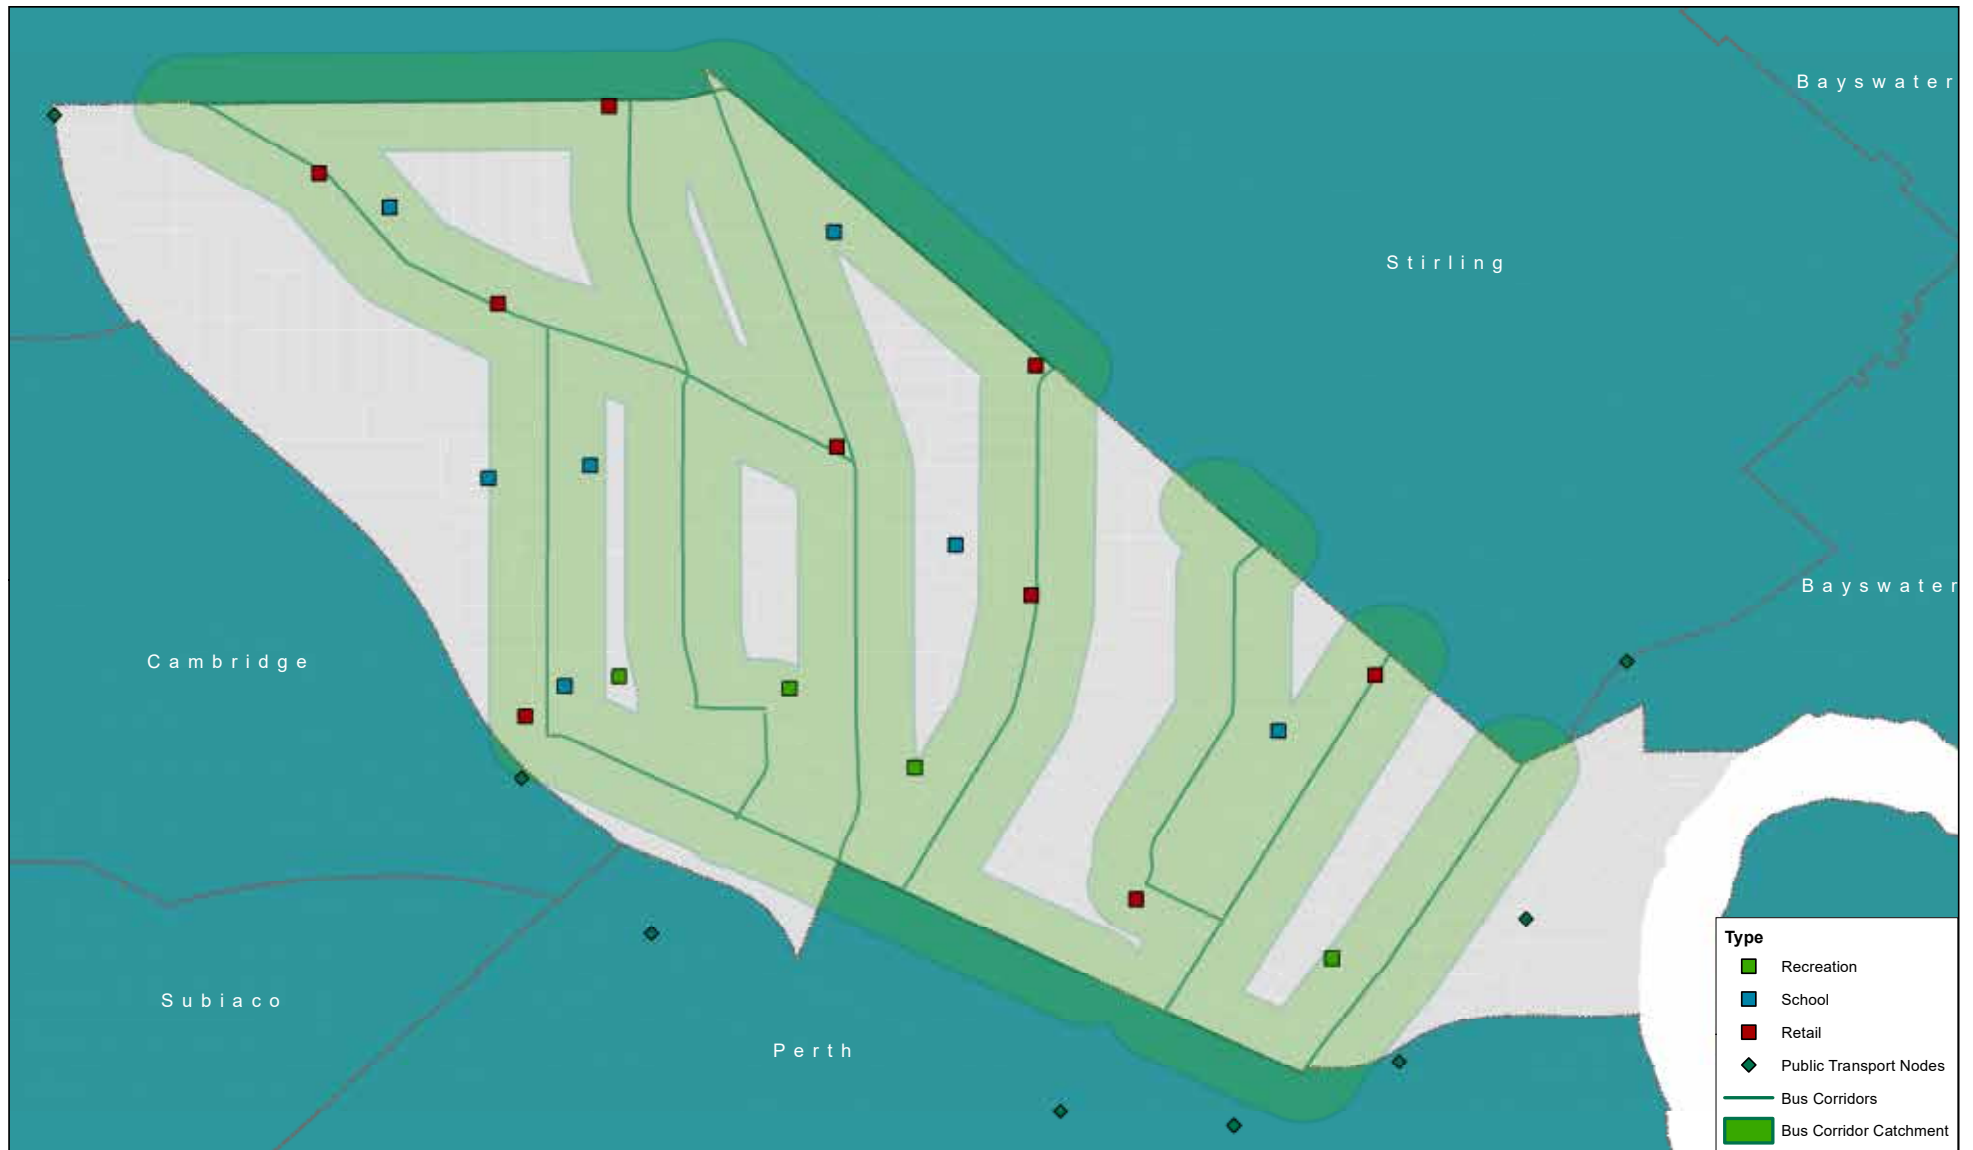 Bayswater
Stirling
Bayswater
Cambridge
Subiaco
Perth
Type
Recreation
School
Retail
Public Transport Nodes
Bus Corridors
Bus Corridor Catchment